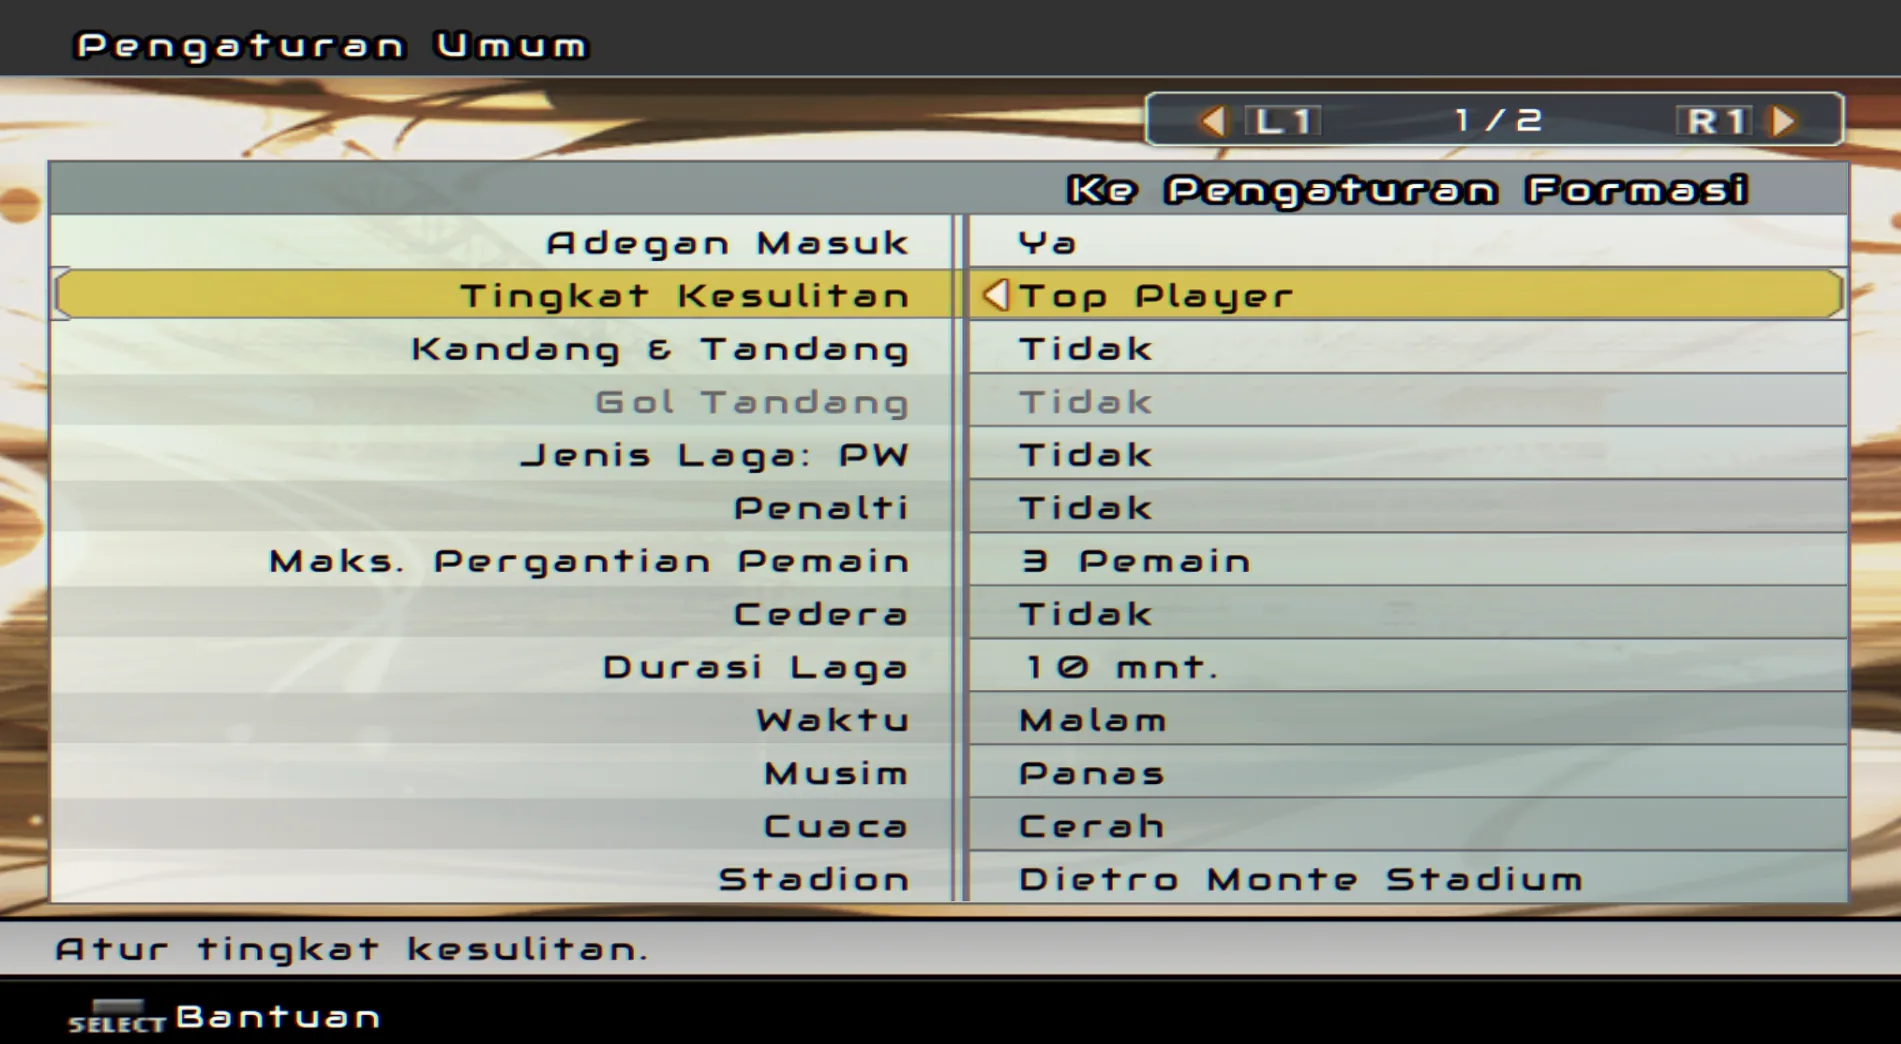 Pengaturan Umum
L1 1/2 R1
Ke Pengaturan Formasi
Adegan Masuk Ya
Tingkat Kesulitan Top Player
Kandang & Tandang Tidak
Gol Tandang Tidak
Jenis Laga: PW Tidak
Penalti Tidak
Maks. Pergantian Pemain 3 Pemain
Cedera Tidak
Durasi Laga 10 mnt.
Waktu Malam
Musim Panas
Cuaca Cerah
Stadion Dietro Monte Stadium
Atur tingkat kesulitan.
SELECT Bantuan